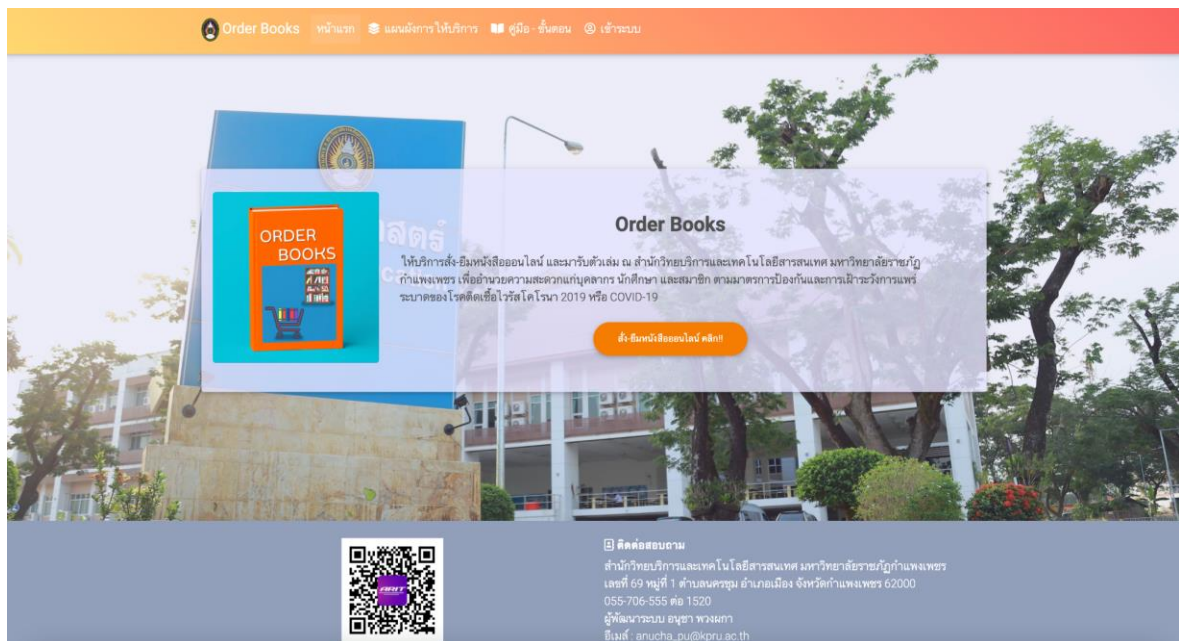 Order Books หน้าแรก แผนผังการให้บริการ คู่มือ - ขั้นตอน เข้าระบบ
ORDER
BOOKS
Order Books
ให้บริการสั่ง-ยืมหนังสือออนไลน์ และมารับตัวเล่ม ณ สำนักวิทยบริการและเทคโนโลยีสารสนเทศ มหาวิทยาลัยราชภัฏ
กำแพงเพชร เพื่ออำนวยความสะดวกแก่บุคลากร นักศึกษา และสมาชิก ตามมาตรการป้องกันและการเฝ้าระวังการแพร่
ระบาดของโรคติดเชื้อไวรัสโคโรนา 2019 หรือ COVID-19
สั่ง-ยืมหนังสือออนไลน์ คลิก!!
ARIT
ติดต่อสอบถาม
สำนักวิทยบริการและเทคโนโลยีสารสนเทศ มหาวิทยาลัยราชภัฏกำแพงเพชร
เลขที่ 69 หมู่ที่ 1 ตำบลนครชุม อำเภอเมือง จังหวัดกำแพงเพชร 62000
055-706-555 ต่อ 1520
ผู้พัฒนาระบบ อนุชา พวงผกา
อีเมล์ : anucha_pu@kpru.ac.th